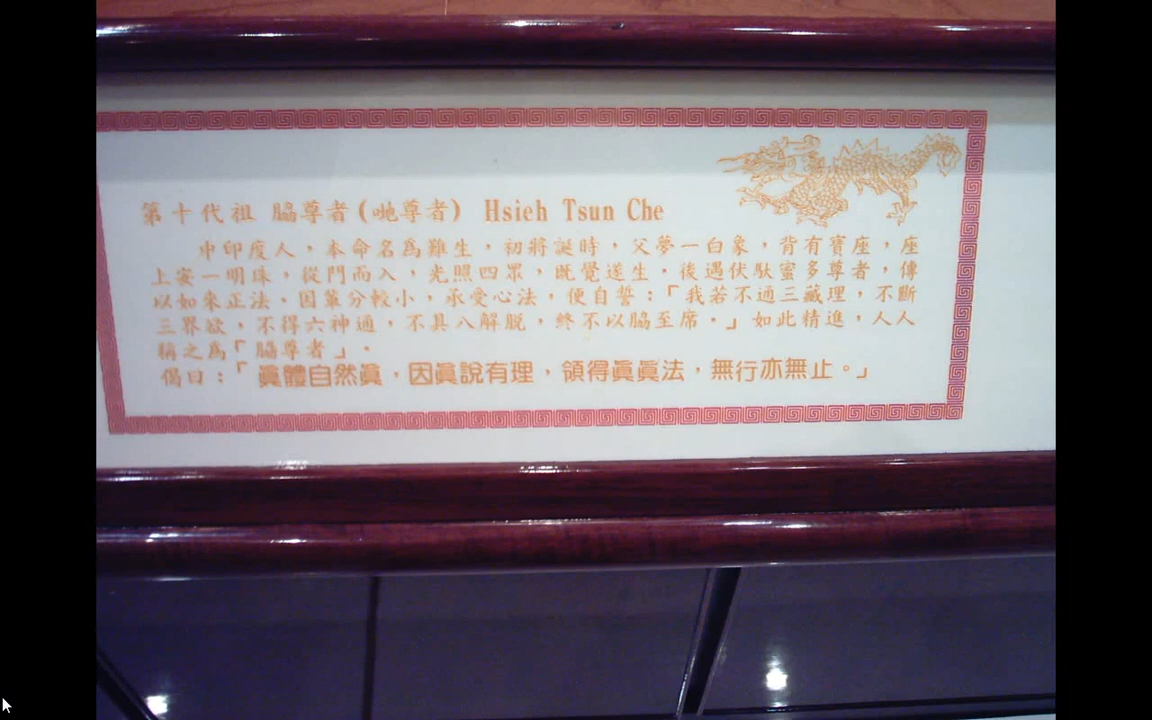 第十代祖 脇尊者(吔尊者) Hsieh Tsun Che
中印度人，本命名為難生，初將誕時，父夢一白象，背有寶座，座
上安一明珠，從門而入，光照四眾，既覺遂生。後遇伏馱蜜多尊者，傳
以如來正法。因輩分較小，承受心法，便自誓：「我若不通三藏理，不斷
三界欲，不得六神通，不具八解脫，終不以脇至席。」如此精進，人人
稱之為「脇尊者」。
偈曰：「眞體自然眞，因眞說有理，領得眞眞法，無行亦無止。」